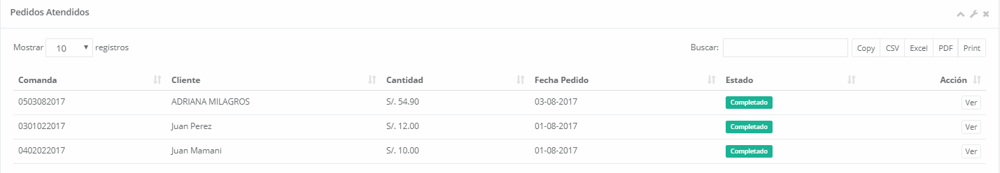 Pedidos Atendidos
Mostrar 10 registros Buscar: Copy CSV Excel PDF Print
Comanda Cliente Cantidad Fecha Pedido Estado Acción
0503082017 ADRIANA MILAGROS S/. 54.90 03-08-2017 Completado Ver
0301022017 Juan Perez S/. 12.00 01-08-2017 Completado Ver
0402022017 Juan Mamani S/. 10.00 01-08-2017 Completado Ver